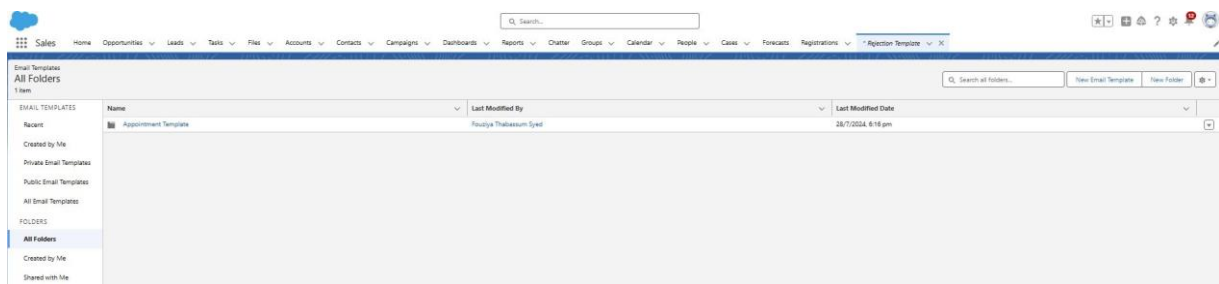 Search...
Sales Home Opportunities Leads Tasks Files Accounts Contacts Campaigns Dashboards Reports Chatter Groups Calendar People Cases Forecasts Registrations * Rejection Template
Email Templates
All Folders
1 item
Search all folders...
New Email Template
New Folder
EMAIL TEMPLATES
Name Last Modified By Last Modified Date
Recent
Appointment Template Fouziya Thabassum Syed 28/7/2024, 6:16 pm
Created by Me
Private Email Templates
Public Email Templates
All Email Templates
FOLDERS
All Folders
Created by Me
Shared with Me